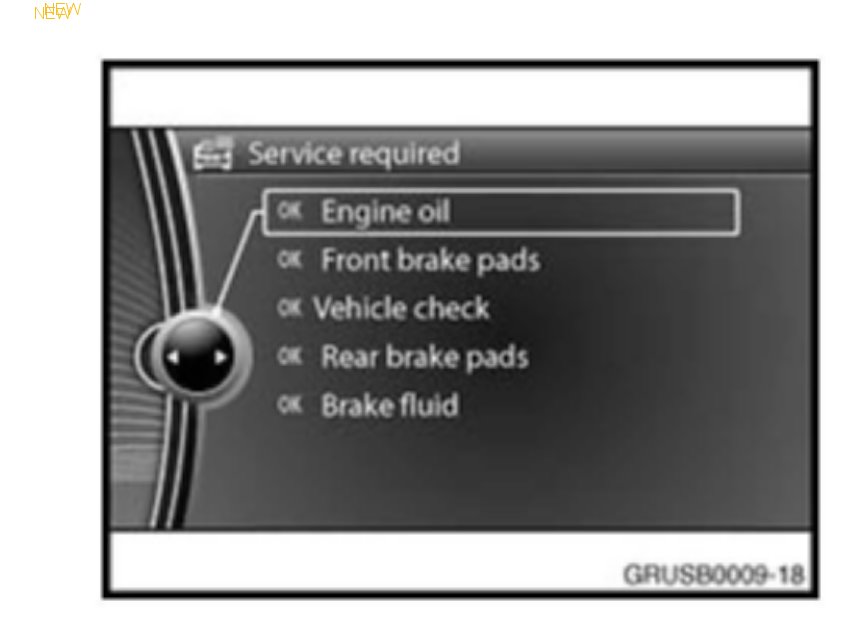 NEW
NEW
Service required
OK Engine oil
OK Front brake pads
OK Vehicle check
OK Rear brake pads
OK Brake fluid
GRUSB0009-18